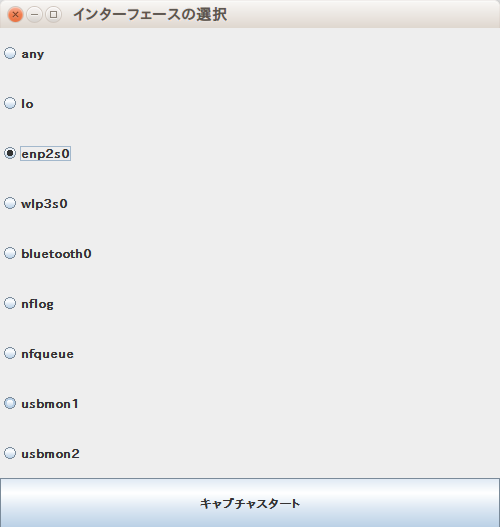 インターフェースの選択
any
lo
enp2s0
wlp3s0
bluetooth0
nflog
nfqueue
usbmon1
usbmon2
キャプチャスタート